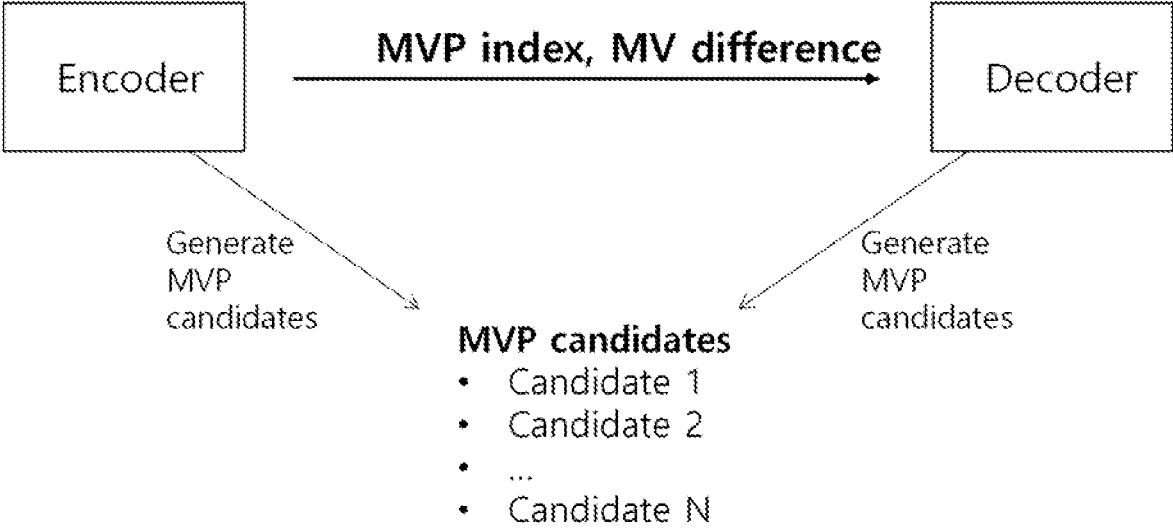 MVP index, MV difference
Encoder
Decoder
Generate
MVP
candidates
Generate
MVP
candidates
MVP candidates
• Candidate 1
• Candidate 2
• ...
• Candidate N